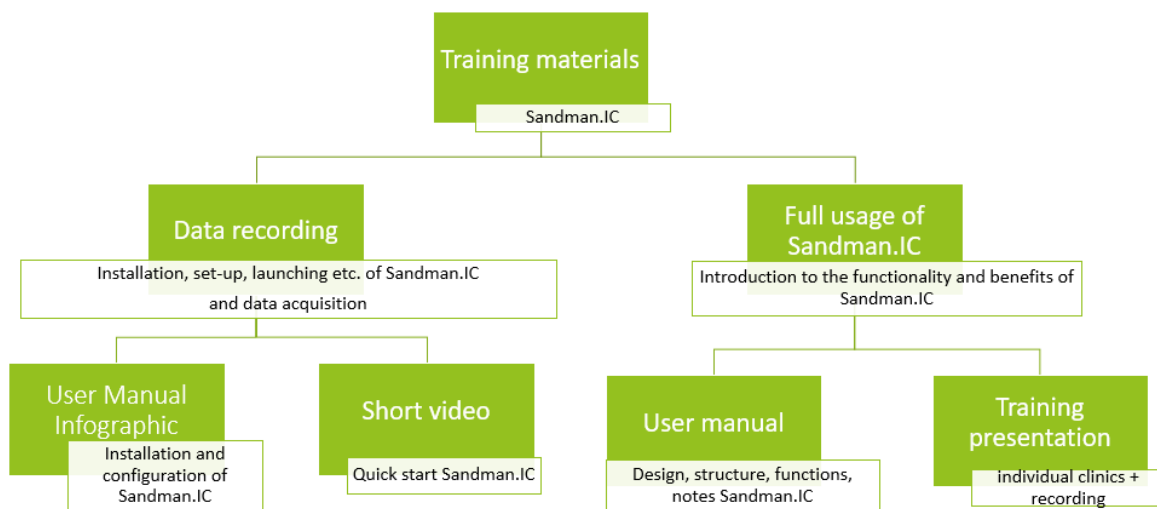 Training materials
Sandman.IC
Data recording
Installation, set-up, launching etc. of Sandman.IC
and data acquisition
Full usage of
Sandman.IC
Introduction to the functionality and benefits of
Sandman.IC
User Manual
Infographic
Installation and
configuration of
Sandman.IC
Short video
Quick start Sandman.IC
User manual
Design, structure, functions,
notes Sandman.IC
Training
presentation
individual clinics +
recording